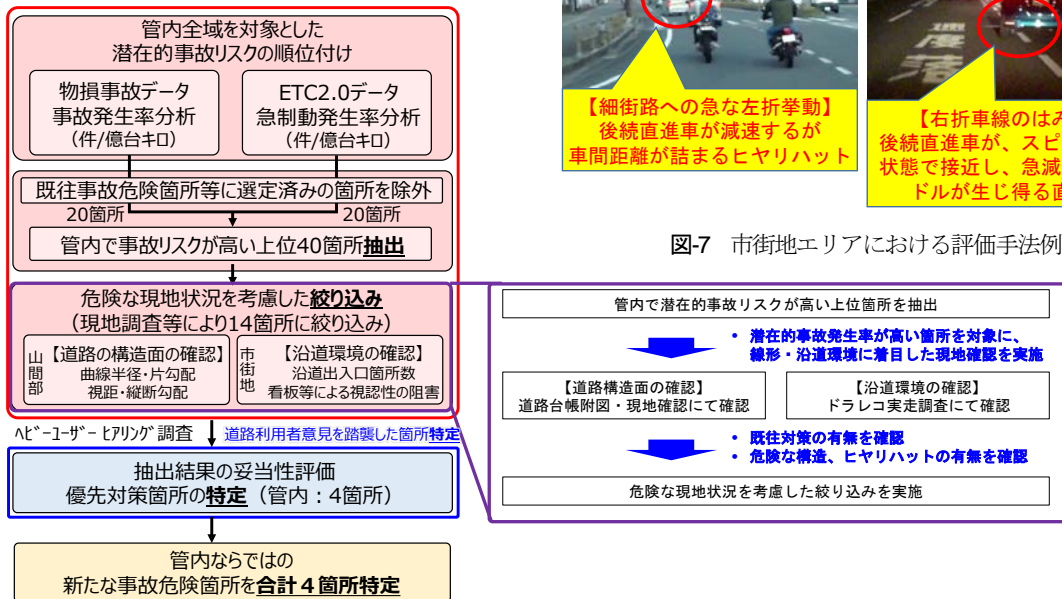 管内全域を対象とした
潜在的事故リスクの順位付け
物損事故データ
事故発生率分析
(件/億台キロ)
ETC2.0データ
急制動発生率分析
(件/億台キロ)
既往事故危険箇所等に選定済みの箇所を除外
20箇所
20箇所
管内で事故リスクが高い上位40箇所抽出
危険な現地状況を考慮した絞り込み
(現地調査等により14箇所に絞り込み)
山間部
【道路の構造面の確認】
曲線半径・片勾配
視距・縦断勾配
市街地
【沿道環境の確認】
沿道出入口箇所数
看板等による視認性の阻害
ヘビーユーザーヒアリング調査
道路利用者意見を踏襲した箇所特定
抽出結果の妥当性評価
優先対策箇所の特定（管内：4箇所）
管内ならではの
新たな事故危険箇所を合計４箇所特定
【細街路への急な左折挙動】
後続直進車が減速するが
車間距離が詰まるヒヤリハット
【右折車線のはみ
後続直進車が、スピ
状態で接近し、急減
ドルが生じ得る直
図-7 市街地エリアにおける評価手法例
管内で潜在的事故リスクが高い上位箇所を抽出
・ 潜在的事故発生率が高い箇所を対象に、
線形・沿道環境に着目した現地確認を実施
【道路構造面の確認】
道路台帳附図・現地確認にて確認
【沿道環境の確認】
ドラレコ実走調査にて確認
・ 既往対策の有無を確認
・ 危険な構造、ヒヤリハットの有無を確認
危険な現地状況を考慮した絞り込みを実施